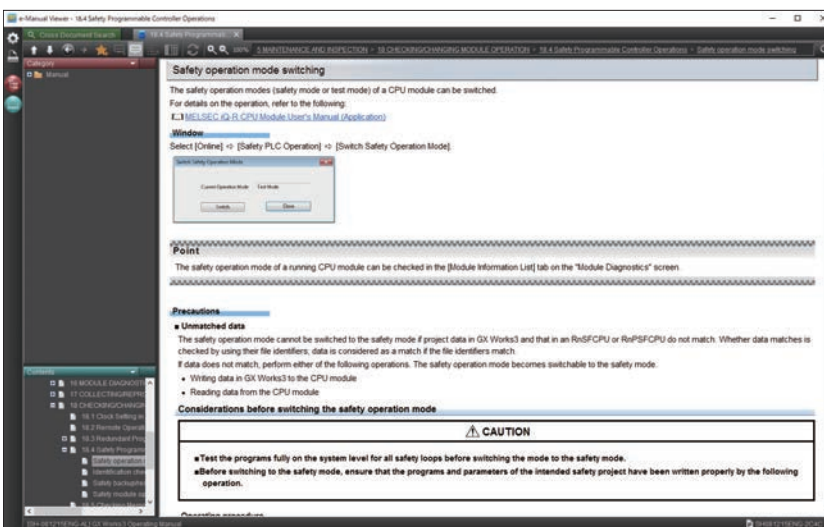 e-Manual Viewer - 18.4 Safety Programmable Controller Operations
Cross Document Search
18.4 Safety Programmabl...
100%
5 MAINTENANCE AND INSPECTION
18 CHECKING/CHANGING MODULE OPERATION
18.4 Safety Programmable Controller Operations
Safety operation mode switching
Category
Manual
Safety operation mode switching
The safety operation modes (safety mode or test mode) of a CPU module can be switched.
For details on the operation, refer to the following:
MELSEC iQ-R CPU Module User's Manual (Application)
Window
Select [Online] ⇨ [Safety PLC Operation] ⇨ [Switch Safety Operation Mode].
Switch Safety Operation Mode
Current Operation Mode Test Mode
Switch Close
Point
The safety operation mode of a running CPU module can be checked in the [Module Information List] tab on the "Module Diagnostics" screen.
Precautions
■ Unmatched data
The safety operation mode cannot be switched to the safety mode if project data in GX Works3 and that in an RnSFCPU or RnPSFCPU do not match. Whether data matches is
checked by using their file identifiers, data is considered as a match if the file identifiers match.
If data does not match, perform either of the following operations. The safety operation mode becomes switchable to the safety mode.
• Writing data in GX Works3 to the CPU module
• Reading data from the CPU module
Considerations before switching the safety operation mode
CAUTION
■Test the programs fully on the system level for all safety loops before switching the mode to the safety mode.
■Before switching to the safety mode, ensure that the programs and parameters of the intended safety project have been written properly by the following
operation.
Operating procedure
Contents
16 MODULE DIAGNOSTI
17 COLLECTING/REPRO
18 CHECKING/CHANGIN
18.1 Clock Setting in
18.2 Remote Operati
18.3 Redundant Prog
18.4 Safety Program
Safety operation
Identification che
Safety backup/res
Safety module op